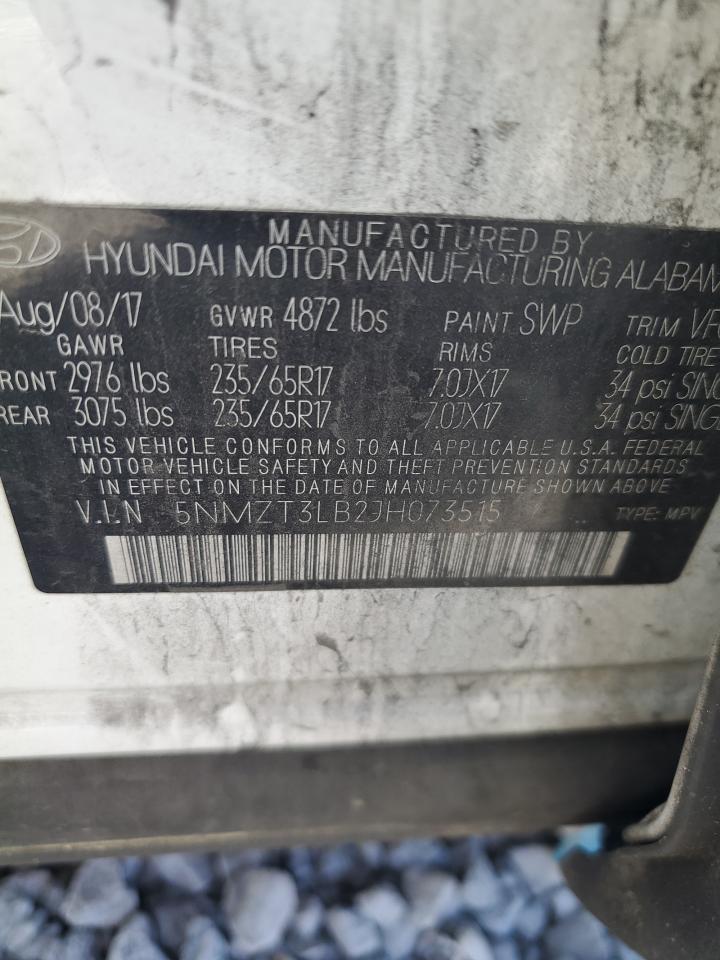 MANUFACTURED BY
HYUNDAI MOTOR MANUFACTURING ALABAM
Aug/08/17 GVWR 4872 lbs PAINT SWP TRIM
GAWR TIRES RIMS COLD TIRE
FRONT 2976 lbs 235/65R17 7.0JX17 34 psi SING
REAR 3075 lbs 235/65R17 7.0JX17 34 psi SINGL
THIS VEHICLE CONFORMS TO ALL APPLICABLE U.S.A. FEDERAL
MOTOR VEHICLE SAFETY AND THEFT PREVENTION STANDARDS
IN EFFECT ON THE DATE OF MANUFACTURE SHOWN ABOVE.
V.I.N 5NMZT3LB2JH073515 TYPE: MPV